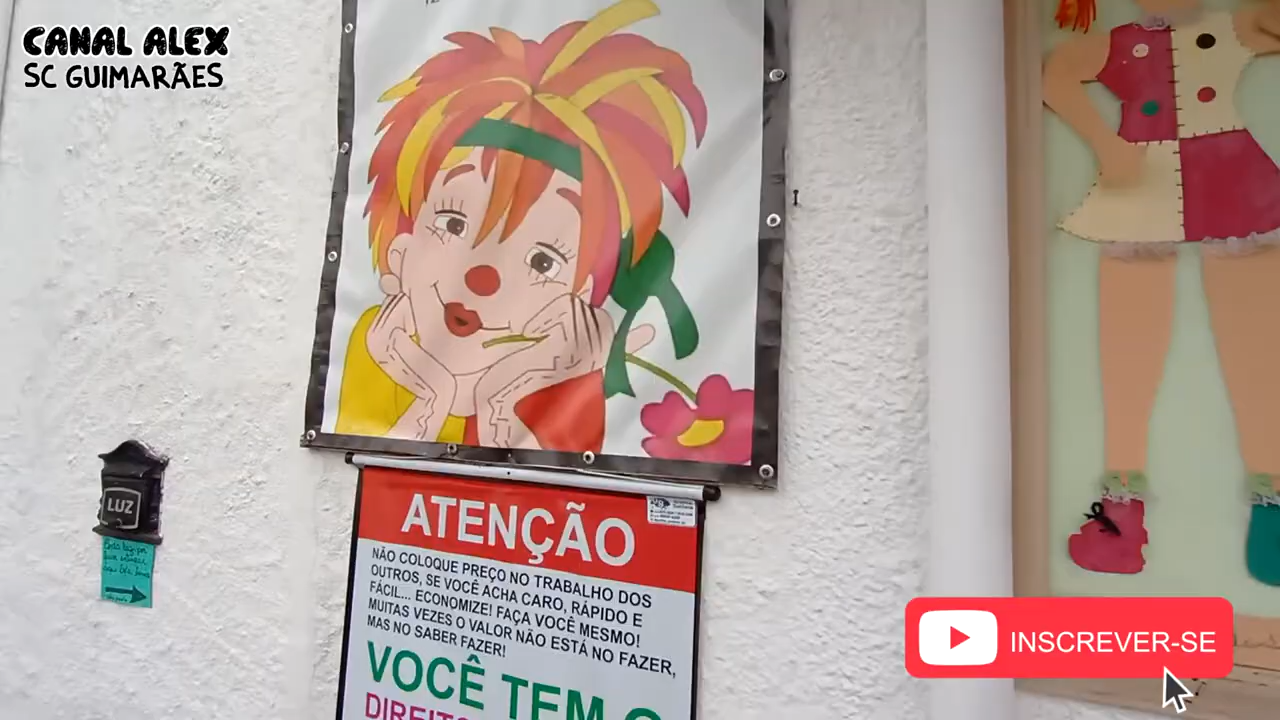 CANAL ALEX
SC GUIMARÃES
LUZ
ATENÇÃO
NÃO COLOQUE PREÇO NO TRABALHO DOS
OUTROS, SE VOCÊ ACHA CARO, RÁPIDO E
FÁCIL... ECONOMIZE! FAÇA VOCÊ MESMO!
MUITAS VEZES O VALOR NÃO ESTÁ NO FAZER,
MAS NO SABER FAZER!
VOCÊ TEM O
DIREITO
INSCREVER-SE